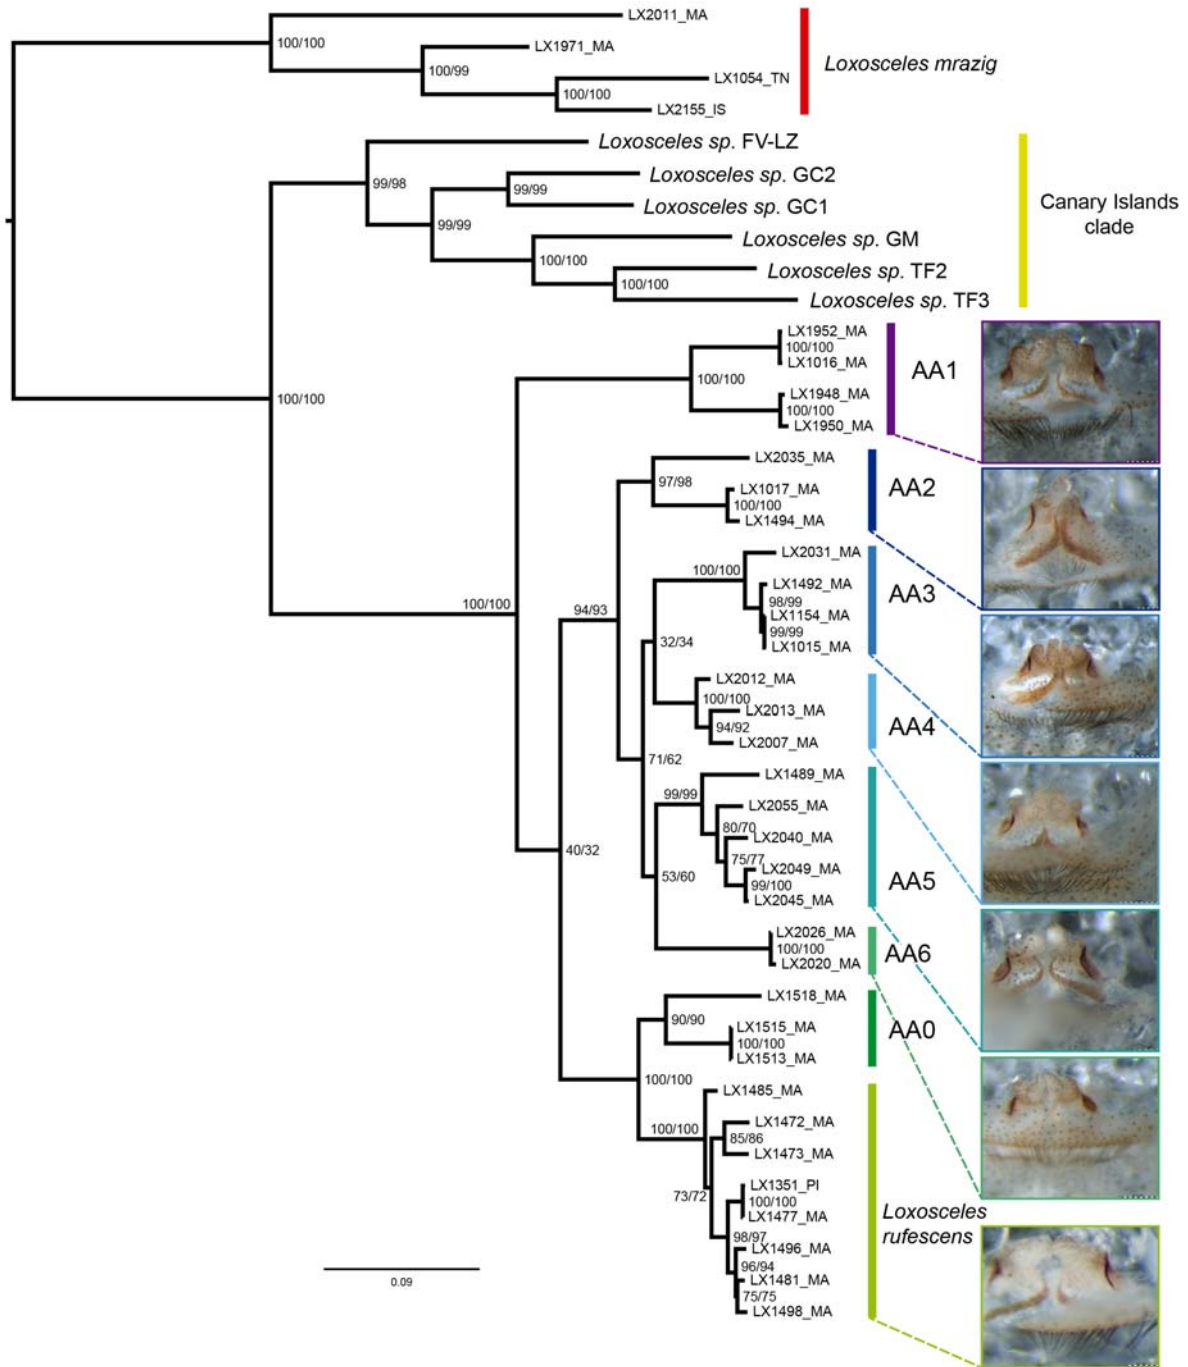 LX2011_MA
100/100
LX1971_MA
100/99
Loxosceles mrazig
LX1054_TN
100/100
LX2155_IS
Loxosceles sp. FV-LZ
Loxosceles sp. GC2
99/98
99/99
Loxosceles sp. GC1
Canary Islands
clade
99/99
Loxosceles sp. GM
100/100
Loxosceles sp. TF2
100/100
Loxosceles sp. TF3
LX1952_MA
100/100
LX1016_MA
AA1
100/100
LX1948_MA
100/100
100/100
LX1950_MA
LX2035_MA
97/98
AA2
LX1017_MA
100/100
LX1494_MA
LX2031_MA
100/100
LX1492_MA
AA3
98/99
100/100
94/93
LX1154_MA
99/99
32/34
LX1015_MA
LX2012_MA
100/100
LX2013_MA
AA4
94/92
LX2007_MA
71/62
LX1489_MA
99/99
LX2055_MA
80/70
LX2040_MA
40/32
75/77
LX2049_MA
53/60
99/100
AA5
LX2045_MA
LX2026_MA
100/100
AA6
LX2020_MA
LX1518_MA
90/90
LX1515_MA
AA0
100/100
LX1513_MA
100/100
LX1485_MA
LX1472_MA
100/100
85/86
LX1473_MA
LX1351_PI
73/72
100/100
Loxosceles
rufescens
LX1477_MA
98/97
LX1496_MA
96/94
LX1481_MA
0.09
75/75
LX1498_MA